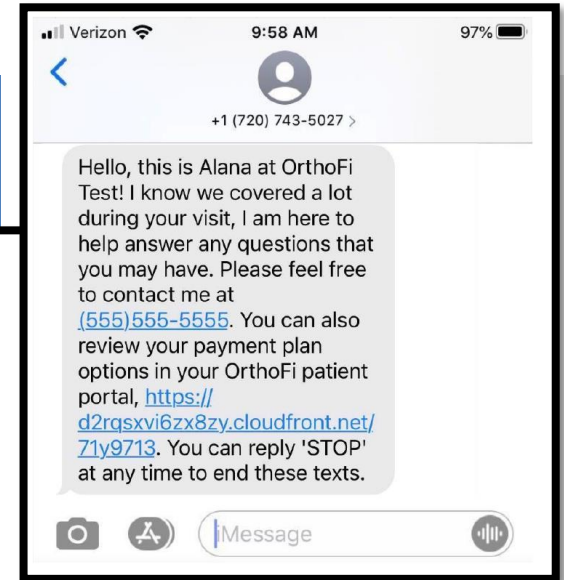 Verizon
9:58 AM
97%
+1 (720) 743-5027 >
Hello, this is Alana at OrthoFi
Test! I know we covered a lot
during your visit, I am here to
help answer any questions that
you may have. Please feel free
to contact me at
(555)555-5555. You can also
review your payment plan
options in your OrthoFi patient
portal, https://
d2rqsxvi6zx8zy.cloudfront.net/
71y9713. You can reply 'STOP'
at any time to end these texts.
iMessage